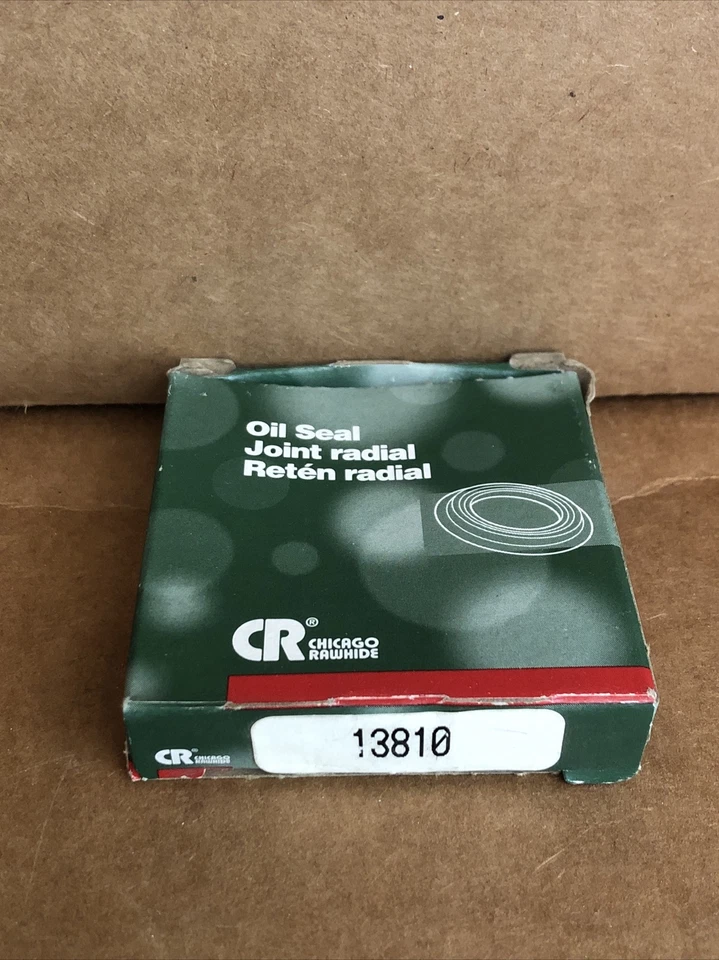 Oil Seal
Joint radial
Retén radial
CR®
CHICAGO
RAWHIDE
CR®
CHICAGO
RAWHIDE
13810